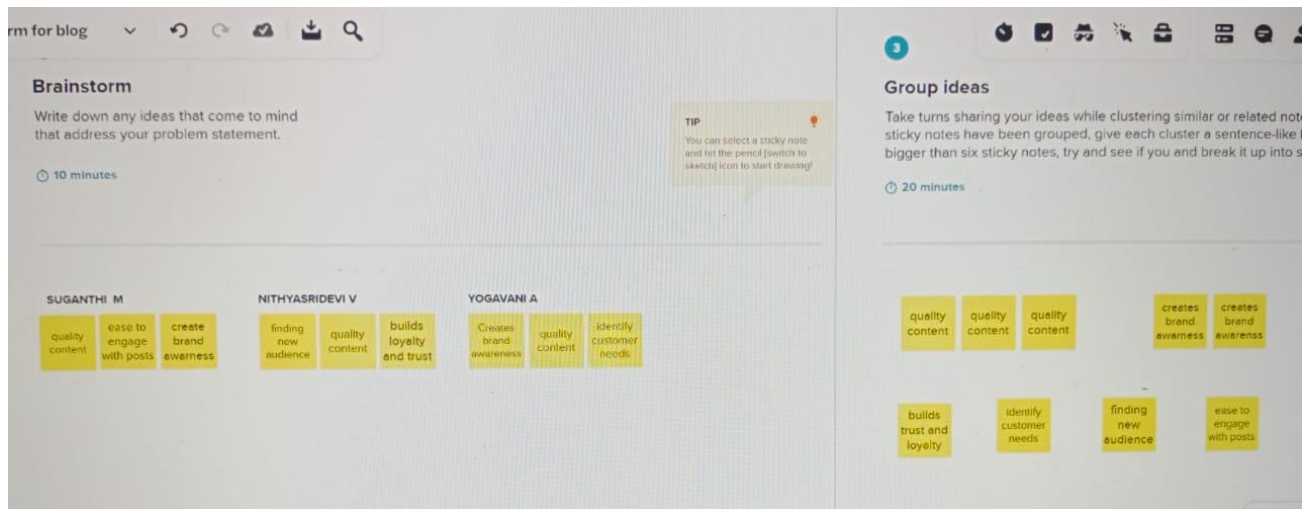 rm for blog
Brainstorm
Write down any ideas that come to mind
that address your problem statement.
10 minutes
TIP
You can select a sticky note
and hit the pencil [switch to
sketch] icon to start drawing!
SUGANTHI M
quality
content
ease to
engage
with posts
create
brand
awarness
NITHYASRIDEVI V
finding
new
audience
quality
content
builds
loyalty
and trust
YOGAVANI A
Creates
brand
awareness
quality
content
identify
customer
needs
3
Group ideas
Take turns sharing your ideas while clustering similar or related not
sticky notes have been grouped, give each cluster a sentence-like
bigger than six sticky notes, try and see if you and break it up into s
20 minutes
quality
content
quality
content
quality
content
creates
brand
awarness
creates
brand
awarenss
builds
trust and
loyalty
identify
customer
needs
finding
new
audience
ease to
engage
with posts